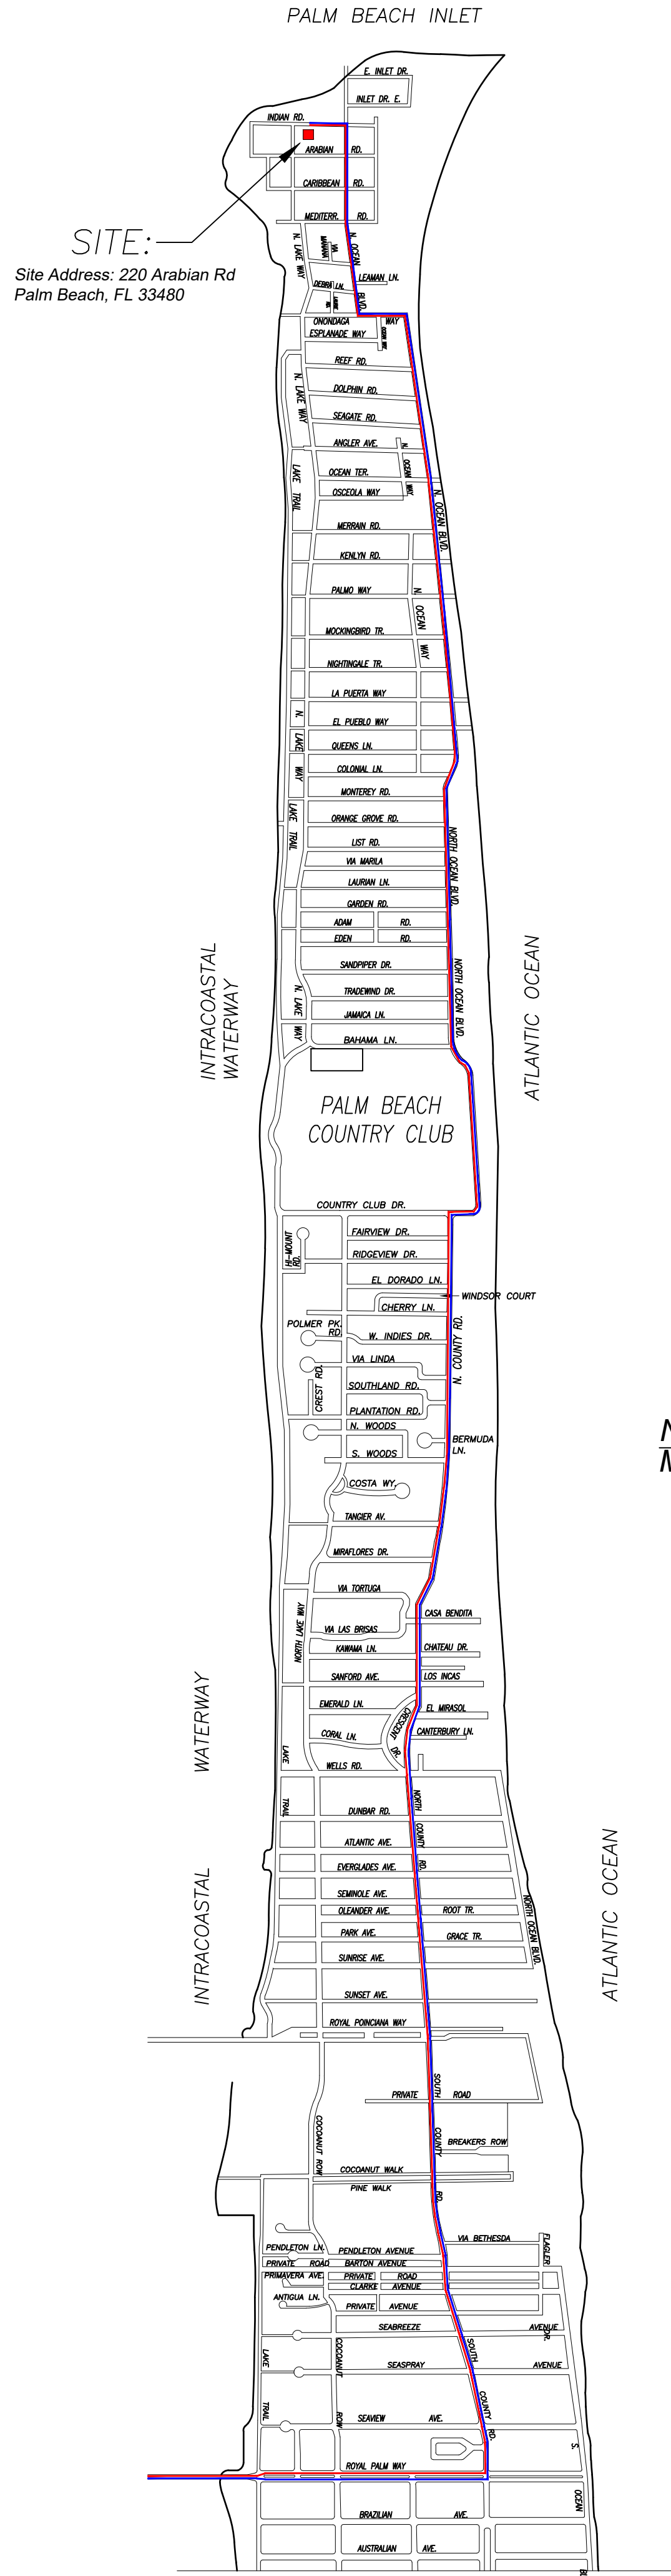 PALM BEACH INLET
E. INLET DR.
INLET DR. E.
INDIAN RD.
ARABIAN RD.
CARIBBEAN RD.
MEDITERR. RD.
SITE:
Site Address: 220 Arabian Rd
Palm Beach, FL 33480
N. LAKE WAY
VIA
MARINA
N. OCEAN BLVD.
LEAMAN LN.
DEBRA LN.
LAURIE RD.
ONONDAGA WAY
ESPLANADE WAY
OCEAN WAY
REEF RD.
DOLPHIN RD.
N. LAKE WAY
SEAGATE RD.
ANGLER AVE.
N. OCEAN WAY
OCEAN TER.
LAKE TRAIL
OSCEOLA WAY
N. OCEAN BLVD.
MERRAIN RD.
KENLYN RD.
PALMO WAY
N. OCEAN WAY
MOCKINGBIRD TR.
NIGHTINGALE TR.
LA PUERTA WAY
EL PUEBLO WAY
N. LAKE WAY
QUEENS LN.
COLONIAL LN.
MONTEREY RD.
ORANGE GROVE RD.
LAKE TRAIL
LIST RD.
NORTH OCEAN BLVD.
VIA MARILA
LAURIAN LN.
GARDEN RD.
ADAM RD.
EDEN RD.
SANDPIPER DR.
NORTH OCEAN BLVD.
TRADEWIND DR.
N. LAKE WAY
JAMAICA LN.
BAHAMA LN.
INTRACOASTAL
WATERWAY
ATLANTIC OCEAN
PALM BEACH
COUNTRY CLUB
COUNTRY CLUB DR.
HI-MOUNT
RD.
FAIRVIEW DR.
RIDGEVIEW DR.
EL DORADO LN.
WINDSOR COURT
CHERRY LN.
POLMER PK.
RD.
W. INDIES DR.
N. COUNTY RD.
VIA LINDA
CREST RD.
SOUTHLAND RD.
PLANTATION RD.
N. WOODS
BERMUDA
LN.
S. WOODS
COSTA WY.
TANGIER AV.
MIRAFLORES DR.
VIA TORTUGA
NORTH LAKE WAY
CASA BENDITA
VIA LAS BRISAS
KAWAMA LN.
CHATEAU DR.
SANFORD AVE.
LOS INCAS
EMERALD LN.
EL MIRASOL
CRESCENT DR.
CORAL LN.
CANTERBURY LN.
WELLS RD.
WATERWAY
LAKE TRAIL
NORTH COUNTY RD.
DUNBAR RD.
ATLANTIC AVE.
EVERGLADES AVE.
SEMINOLE AVE.
OLEANDER AVE.
ROOT TR.
PARK AVE.
GRACE TR.
NORTH OCEAN BLVD.
SUNRISE AVE.
INTRACOASTAL
ATLANTIC OCEAN
SUNSET AVE.
ROYAL POINCIANA WAY
PRIVATE ROAD
SOUTH COUNTY RD.
COCOANUT ROW
BREAKERS ROW
COCOANUT WALK
PINE WALK
VIA BETHESDA
FLAGLER DR.
PENDLETON LN.
PENDLETON AVENUE
PRIVATE ROAD
BARTON AVENUE
PRIMAVERA AVE.
PRIVATE ROAD
CLARKE AVENUE
ANTIGUA LN.
PRIVATE AVENUE
SEABREEZE AVENUE
SEASPRAY AVENUE
LAKE TRAIL
COCOANUT ROW
SOUTH COUNTY RD.
SEAVIEW AVE.
ROYAL PALM WAY
S. OCEAN
BRAZILIAN AVE.
AUSTRALIAN AVE.